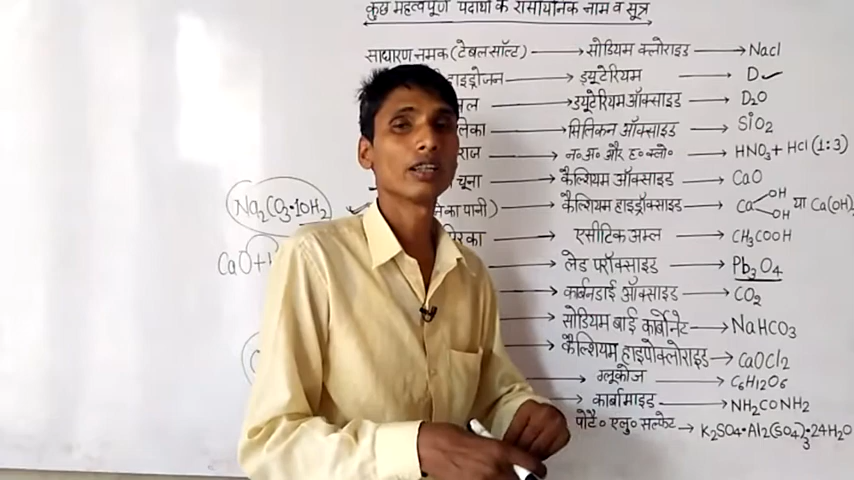 कुछ महत्वपूर्ण पदार्थो के रासायनिक नाम व सूत्र
साधारण नमक (टेबल सॉल्ट) → सोडियम क्लोराइड → Nacl
हाइड्रोजन → ड्यूटेरियम → D ✓
जल → ड्यूटेरियम ऑक्साइड → D2O
लिका → सिलिकन ऑक्साइड → SiO2
राज → न०अ० और ह०क्लो० → HNO3 + HCl (1:3)
चूना → कैल्शियम ऑक्साइड → CaO
का पानी) → कैल्शियम हाइड्रॉक्साइड → Ca OH OH या Ca(OH)
रका → एसीटिक अम्ल → CH3COOH
→ लेड परॉक्साइड → Pb3O4
→ कार्बनडाई ऑक्साइड → CO2
→ सोडियम बाई कार्बोनेट → NaHCO3
→ कैल्शियम हाइपोक्लोराइड → CaOCl2
→ ग्लूकोज → C6H12O6
→ कार्बामाइड → NH2CONH2
पोटै० एलु० सल्फेट → K2SO4·Al2(SO4)3·24H2O
Na2CO3·10H2
CaO+